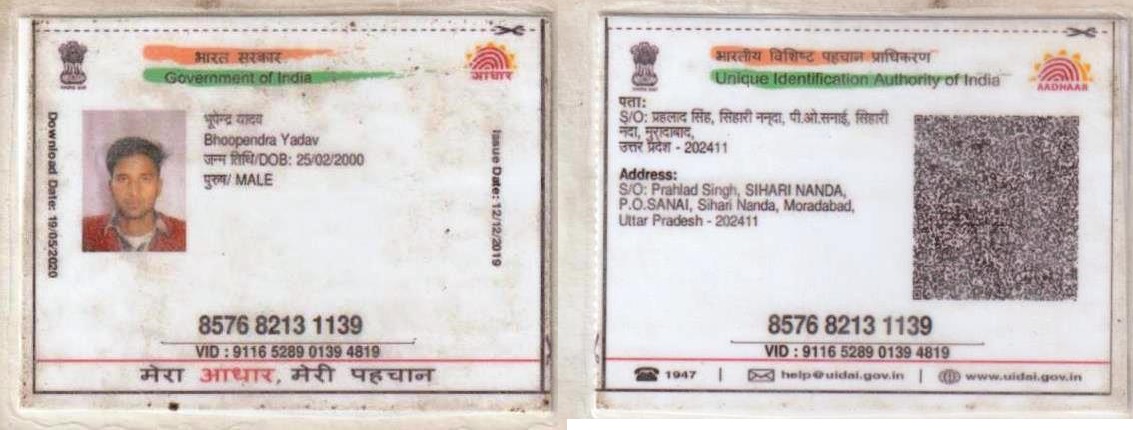 भारत सरकार
Government of India
आधार
Download Date: 19/05/2020
भूपेन्द्र यादव
Bhoopendra Yadav
जन्म तिथि/DOB: 25/02/2000
पुरुष/ MALE
Issue Date: 12/12/2019
8576 8213 1139
VID : 9116 5289 0139 4819
मेरा आधार, मेरी पहचान
भारतीय विशिष्ट पहचान प्राधिकरण
Unique Identification Authority of India
AADHAAR
पता:
S/O: प्रहलाद सिंह, सिहारी नन्दा, पी.ओ.सनाई, सिहारी
नंदा, मुरादाबाद,
उत्तर प्रदेश - 202411
Address:
S/O: Prahlad Singh, SIHARI NANDA,
P.O.SANAI, Sihari Nanda, Moradabad,
Uttar Pradesh - 202411
8576 8213 1139
VID : 9116 5289 0139 4819
1947 | help@uidai.gov.in | www.uidai.gov.in